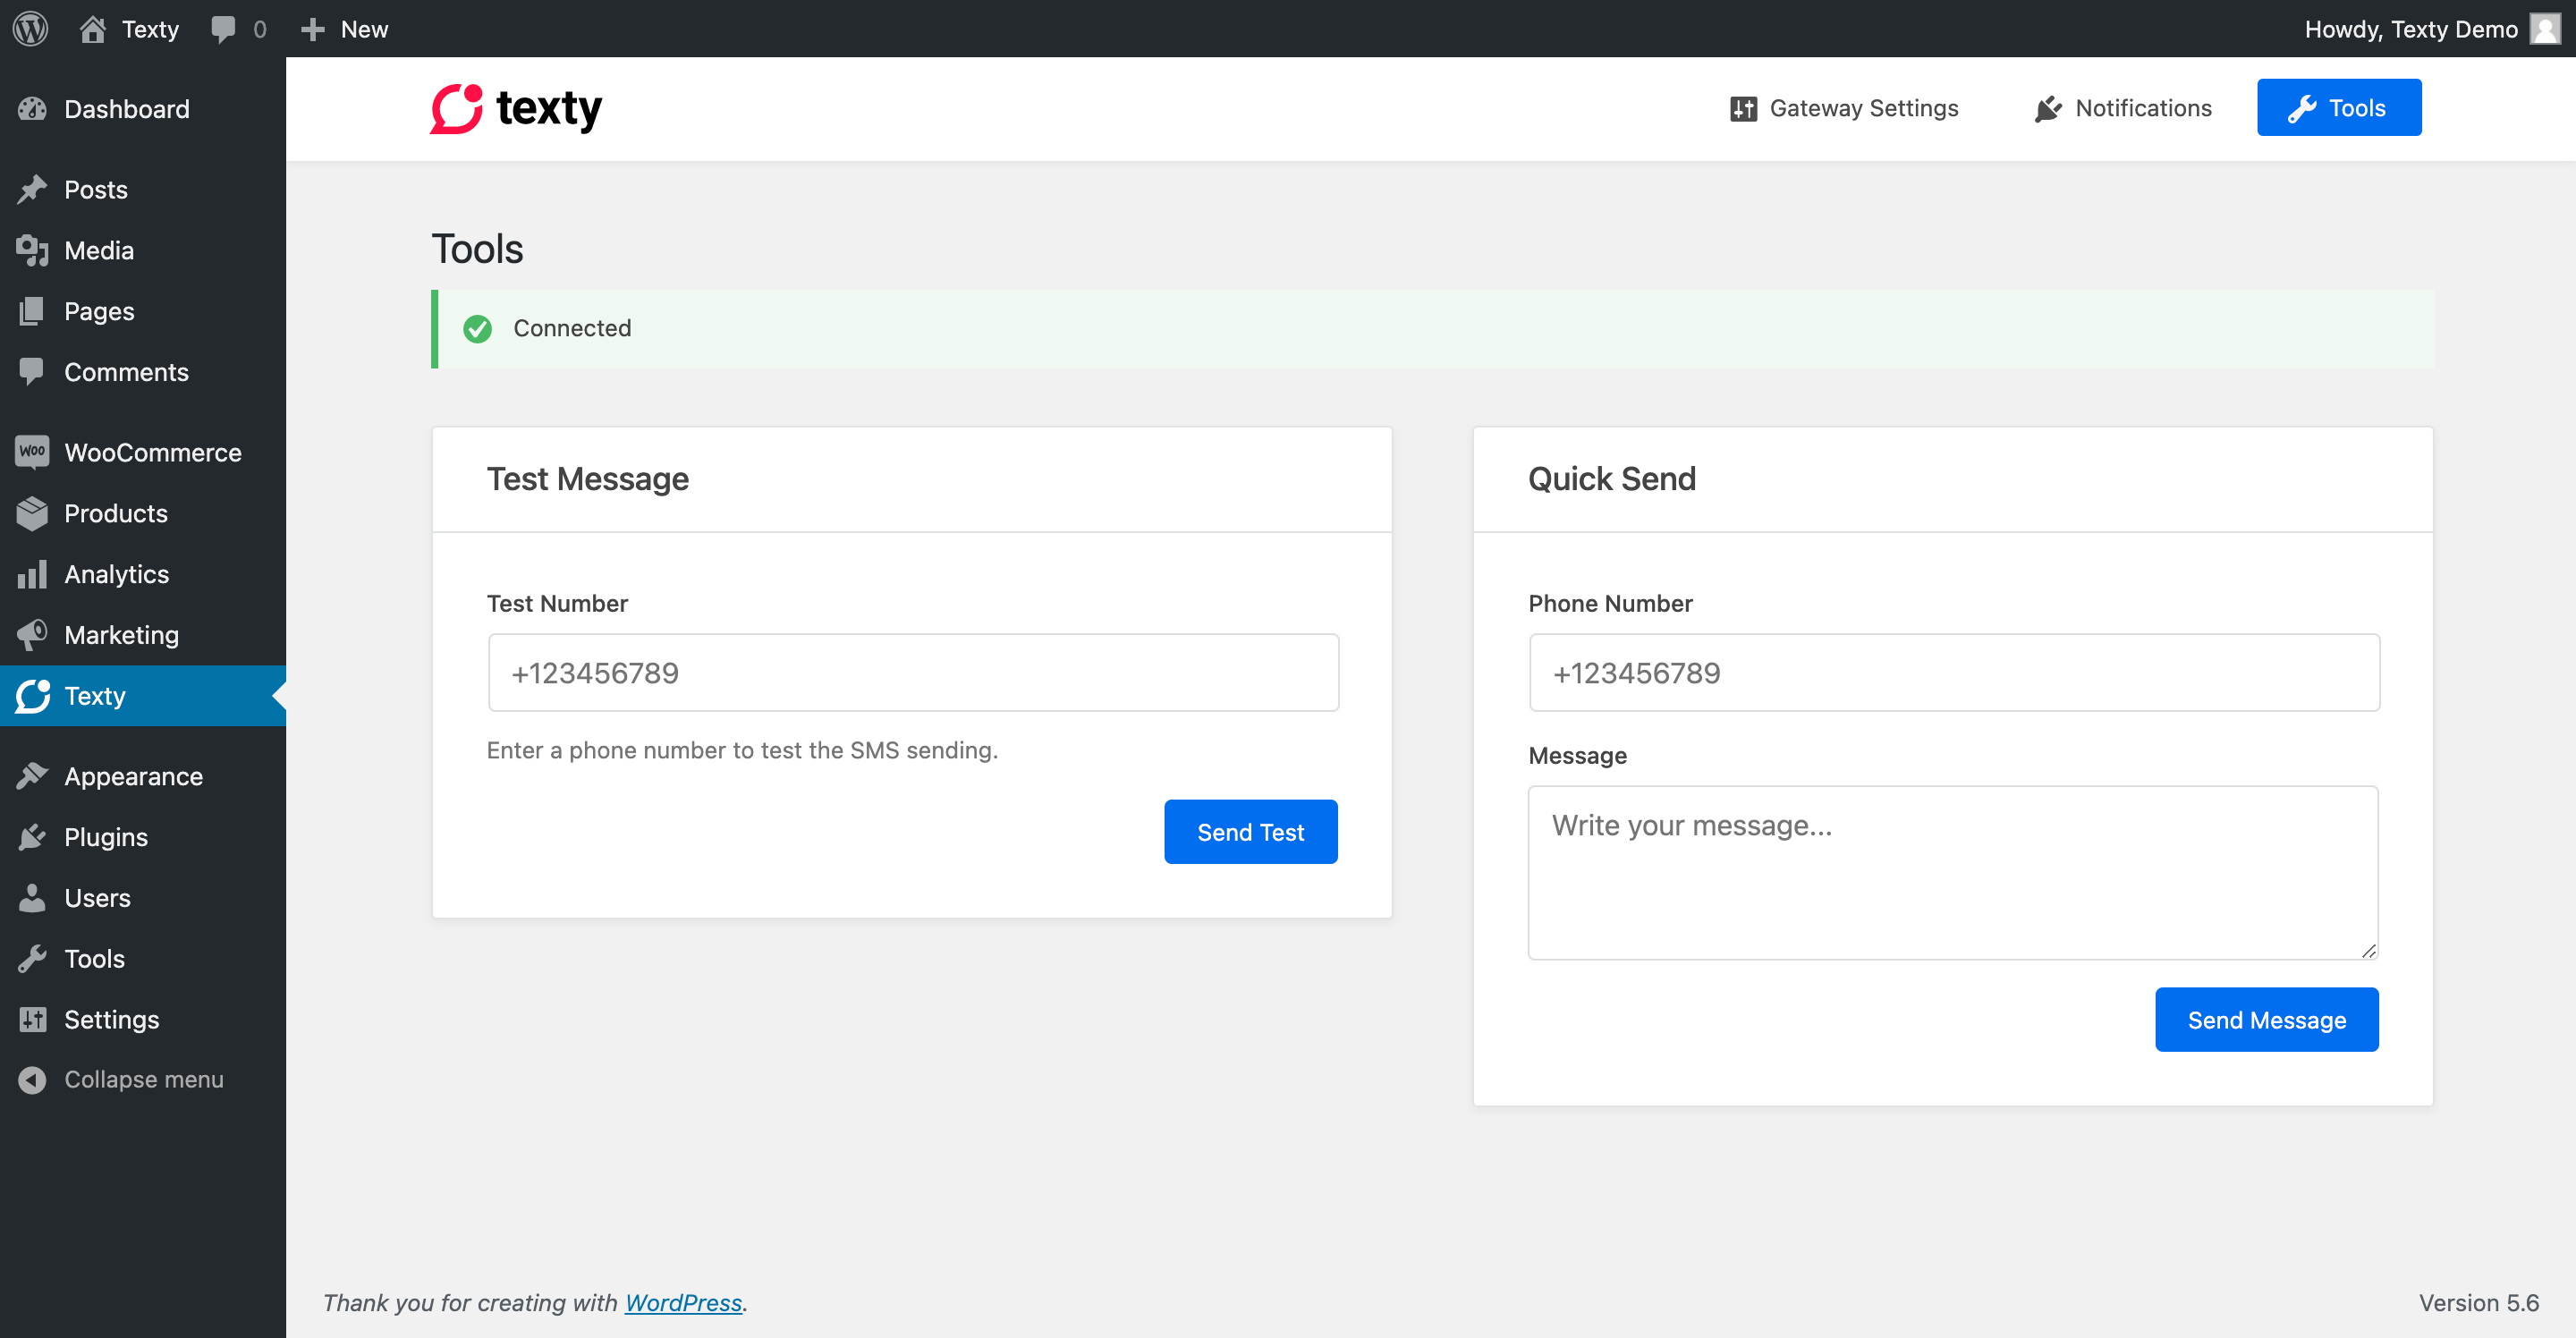 Texty
0
New
Howdy, Texty Demo
Dashboard
Posts
Media
Pages
Comments
Woo WooCommerce
Products
Analytics
Marketing
Texty
Appearance
Plugins
Users
Tools
Settings
Collapse menu
texty
Gateway Settings
Notifications
Tools
Tools
Connected
Test Message
Test Number
+123456789
Enter a phone number to test the SMS sending.
Send Test
Quick Send
Phone Number
+123456789
Message
Write your message...
Send Message
Thank you for creating with WordPress.
Version 5.6